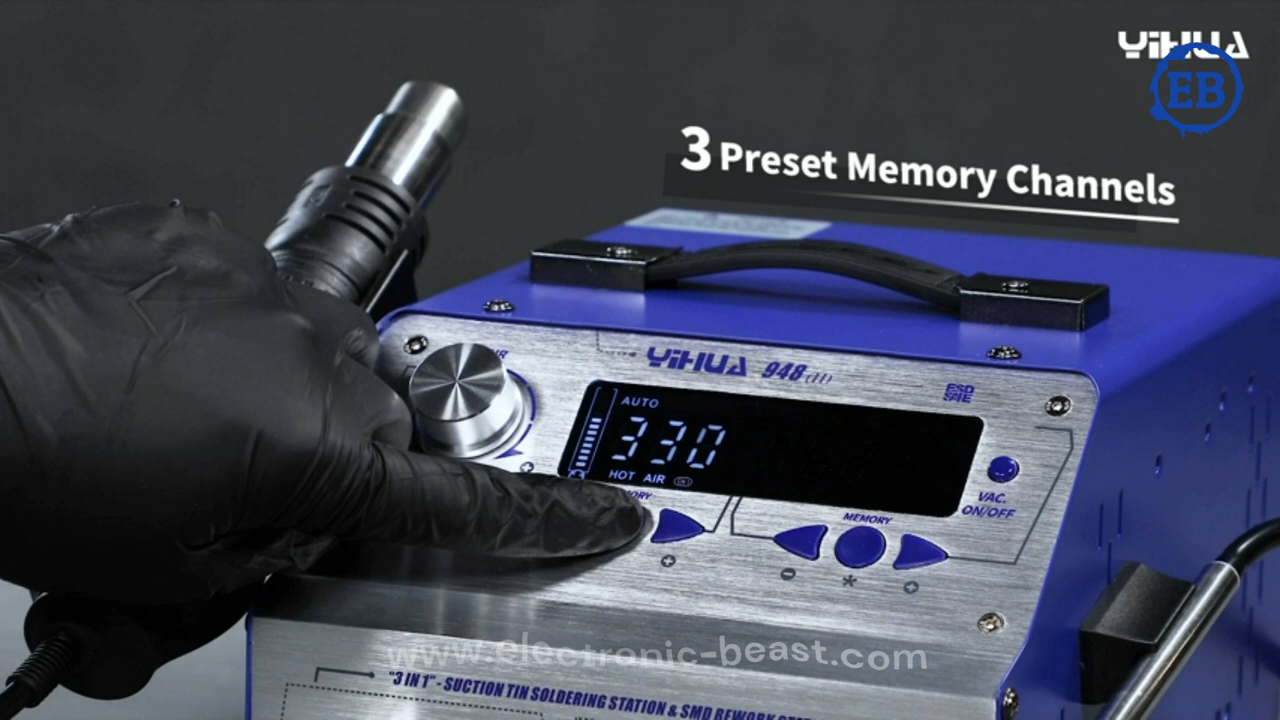 YIHUA
EB
3 Preset Memory Channels
YIHUA 948
ESD
SAFE
AUTO
330
HOT AIR
VAC.
ON/OFF
MEMORY
www.electronic-beast.com
"3 IN 1" - SUCTION TIN SOLDERING STATION & SMD REWORK